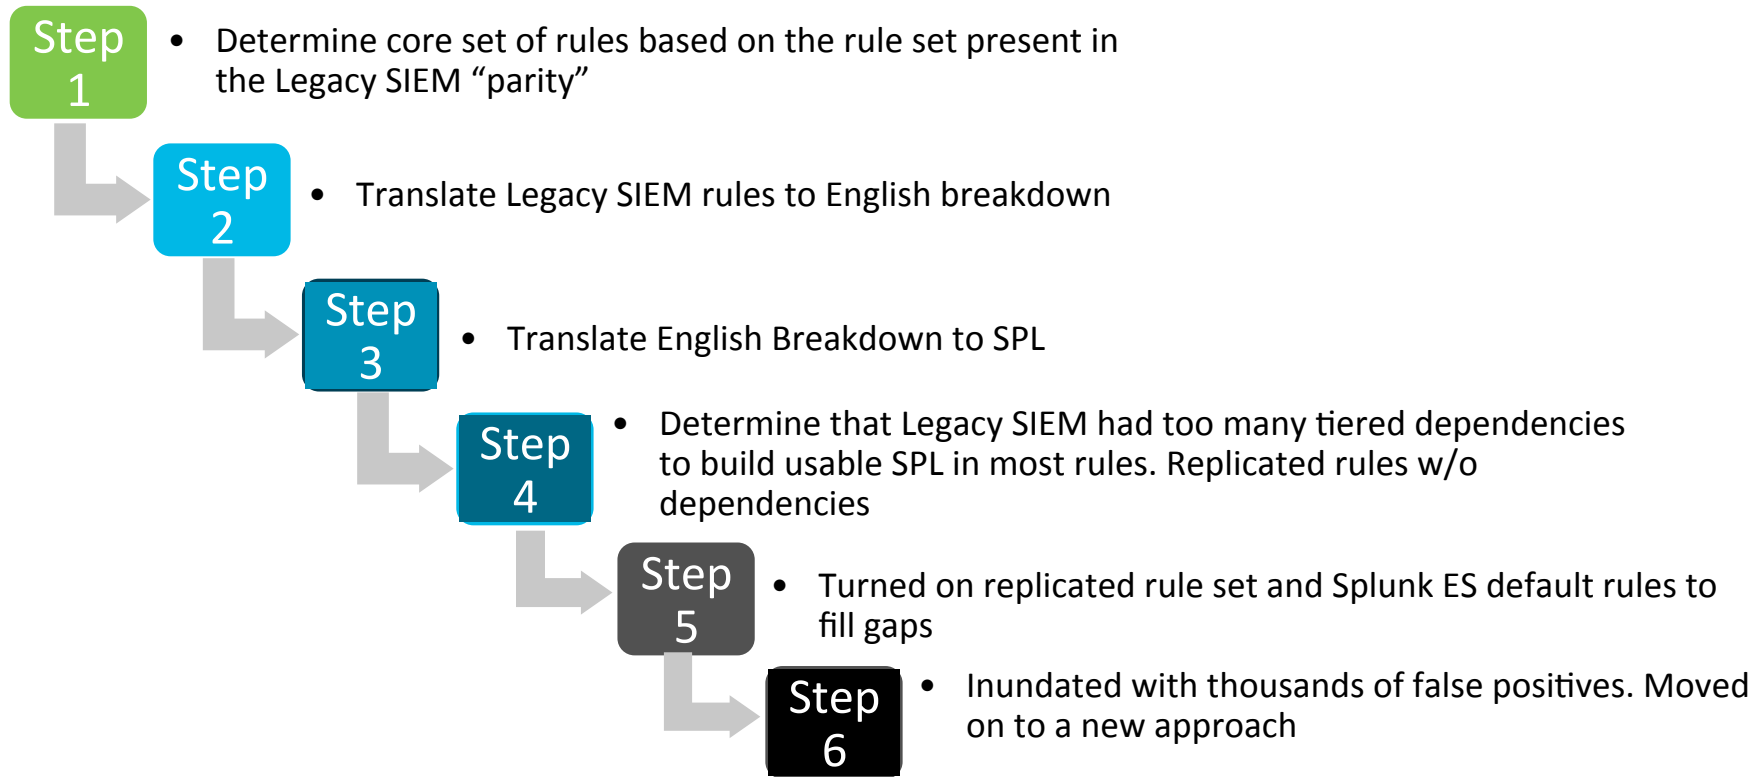 Step
1
• Determine core set of rules based on the rule set present in
the Legacy SIEM “parity”
Step
2
• Translate Legacy SIEM rules to English breakdown
Step
3
• Translate English Breakdown to SPL
Step
4
• Determine that Legacy SIEM had too many tiered dependencies
to build usable SPL in most rules. Replicated rules w/o
dependencies
Step
5
• Turned on replicated rule set and Splunk ES default rules to
fill gaps
Step
6
• Inundated with thousands of false positives. Moved
on to a new approach